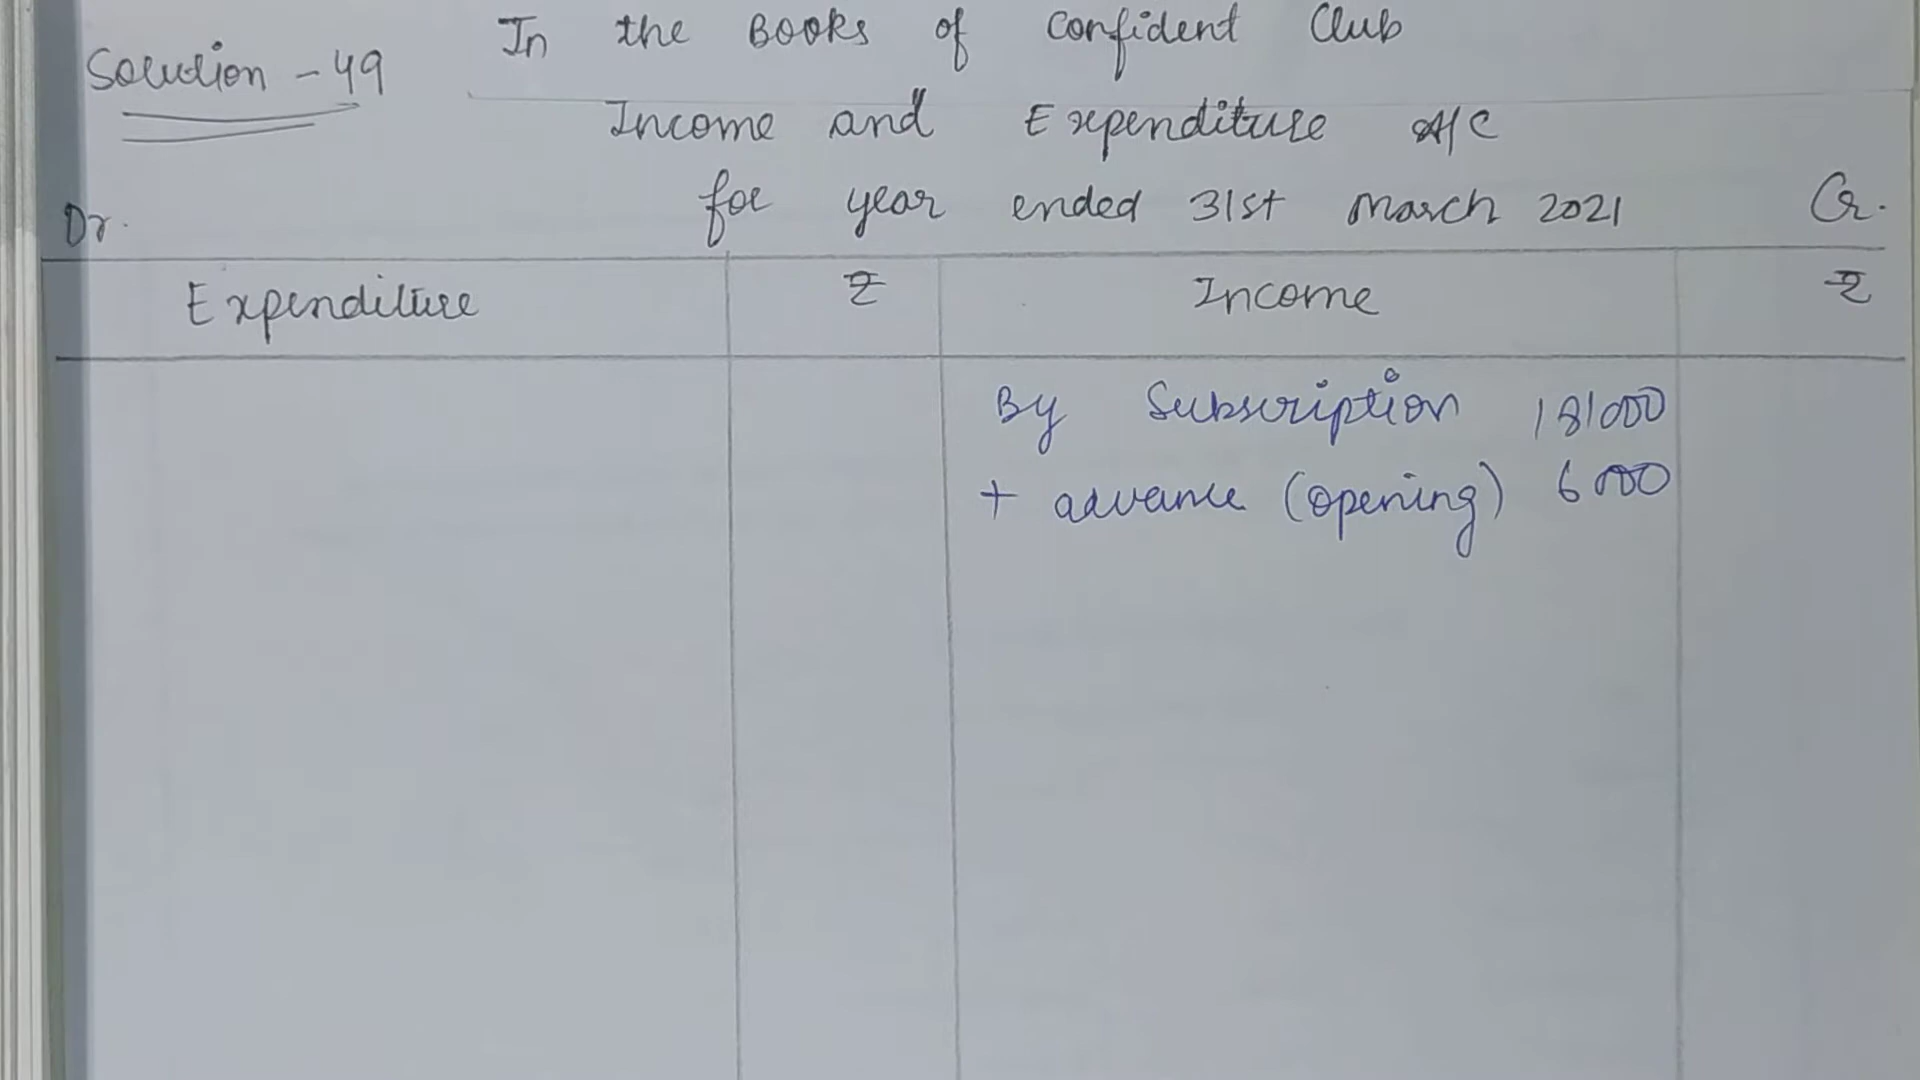 In the Books of Confident Club
Solution - 49
Income and Expenditure A/C
for year ended 31st March 2021
Dr. Cr.
Expenditure ₹ Income ₹
By Subscription 181000
+ advance (opening) 6000